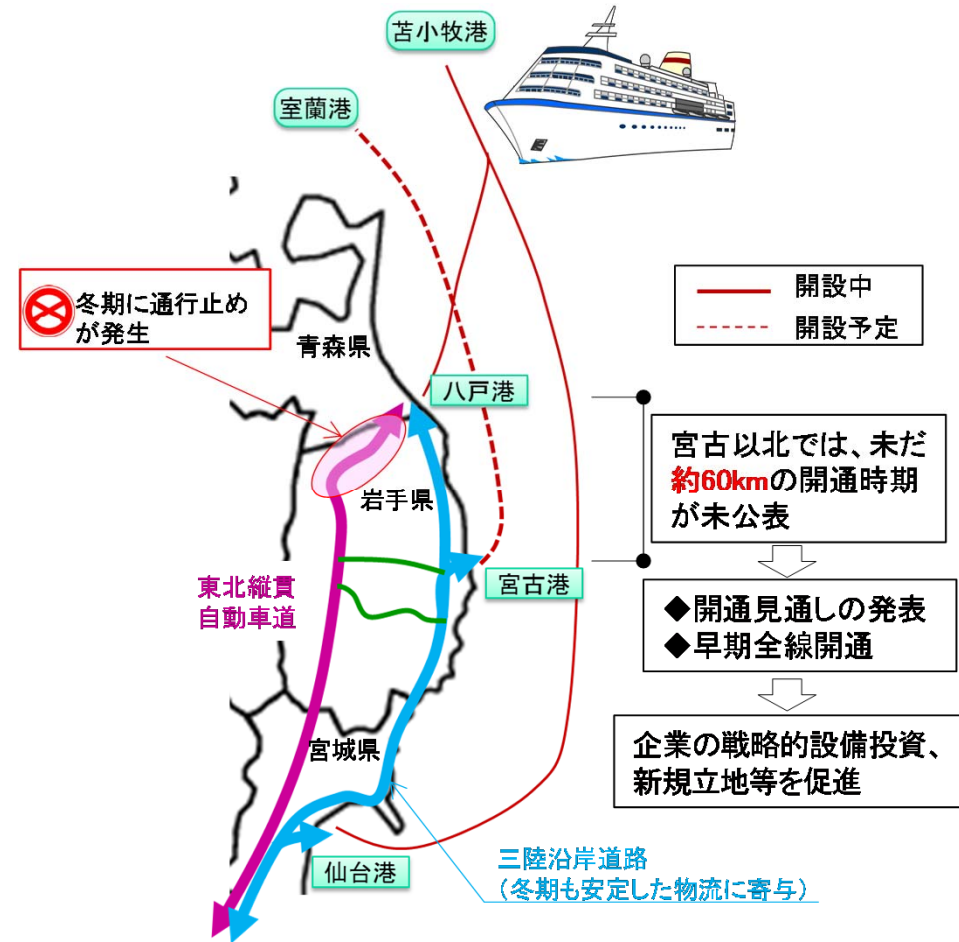 苫小牧港
室蘭港
冬期に通行止め
が発生
開設中
開設予定
青森県
八戸港
宮古以北では、未だ
約60kmの開通時期
が未公表
岩手県
宮古港
東北縦貫
自動車道
◆開通見通しの発表
◆早期全線開通
宮城県
企業の戦略的設備投資、
新規立地等を促進
仙台港
三陸沿岸道路
（冬期も安定した物流に寄与）